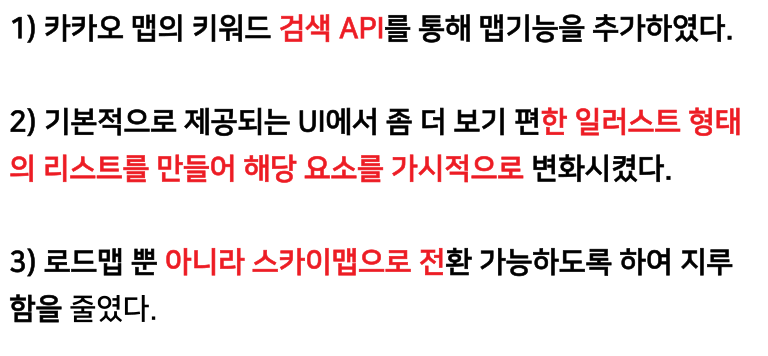 1) 카카오 맵의 키워드 검색 API를 통해 맵기능을 추가하였다.
2) 기본적으로 제공되는 UI에서 좀 더 보기 편한 일러스트 형태
의 리스트를 만들어 해당 요소를 가시적으로 변화시켰다.
3) 로드맵 뿐 아니라 스카이맵으로 전환 가능하도록 하여 지루
함을 줄였다.